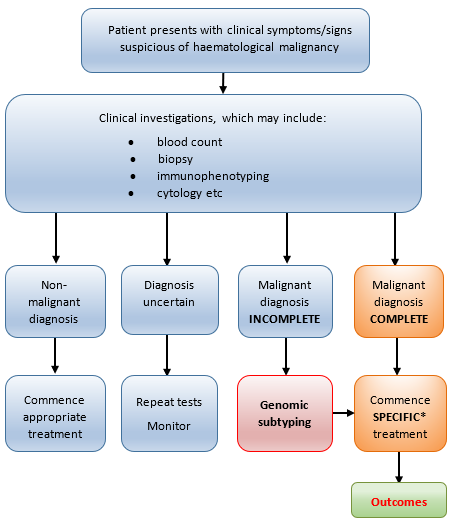 Patient presents with clinical symptoms/signs
suspicious of haematological malignancy
Clinical investigations, which may include:
● blood count
● biopsy
● immunophenotyping
● cytology etc
Non-
malignant
diagnosis
Diagnosis
uncertain
Malignant
diagnosis
INCOMPLETE
Malignant
diagnosis
COMPLETE
Commence
appropriate
treatment
Repeat tests
Monitor
Genomic
subtyping
Commence
SPECIFIC*
treatment
Outcomes